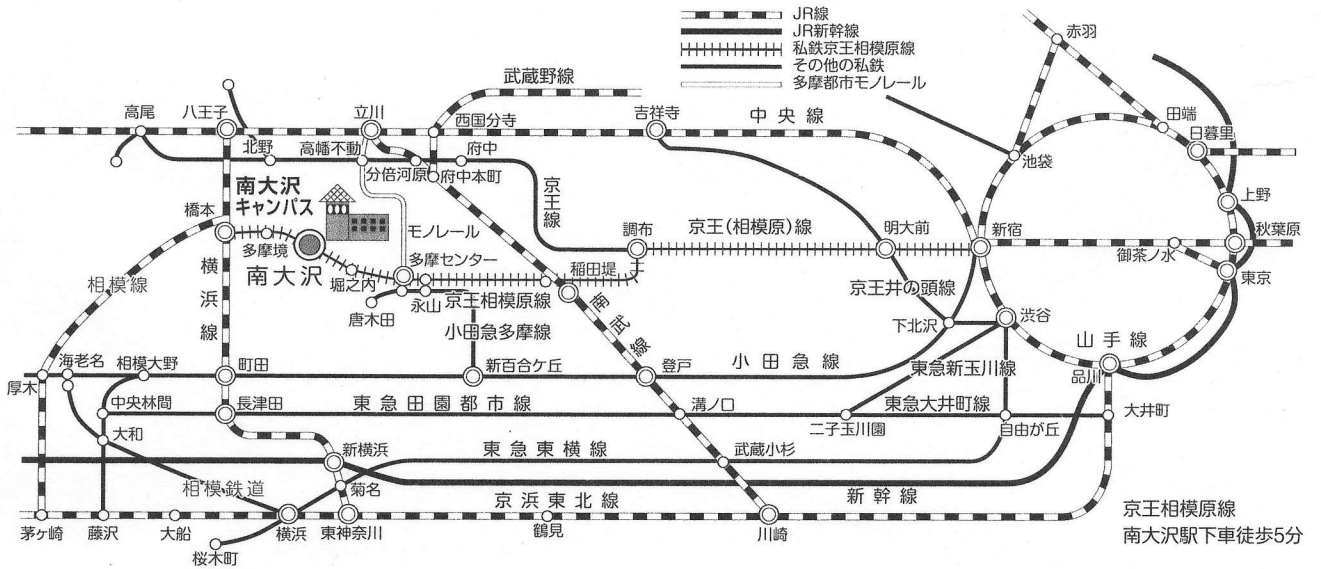 JR線
JR新幹線
私鉄京王相模原線
その他の私鉄
多摩都市モノレール
赤羽
武蔵野線
高尾
八王子
立川
西国分寺
吉祥寺
中央線
田端
日暮里
北野
高幡不動
分倍河原
府中
府中本町
池袋
南大沢
キャンパス
京王線
上野
橋本
モノレール
調布
京王(相模原)線
明大前
新宿
秋葉原
御茶ノ水
多摩境
南大沢
堀之内
多摩センター
稲田堤
東京
相模線
横浜線
唐木田
永山
京王相模原線
南武線
京王井の頭線
小田急多摩線
下北沢
渋谷
山手線
品川
厚木
海老名
相模大野
町田
新百合ケ丘
登戸
小田急線
東急新玉川線
中央林間
長津田
東急田園都市線
溝ノ口
東急大井町線
大井町
二子玉川園
自由が丘
大和
新横浜
東急東横線
武蔵小杉
相模鉄道
菊名
京浜東北線
新幹線
茅ヶ崎
藤沢
大船
横浜
東神奈川
鶴見
川崎
桜木町
京王相模原線
南大沢駅下車徒歩5分